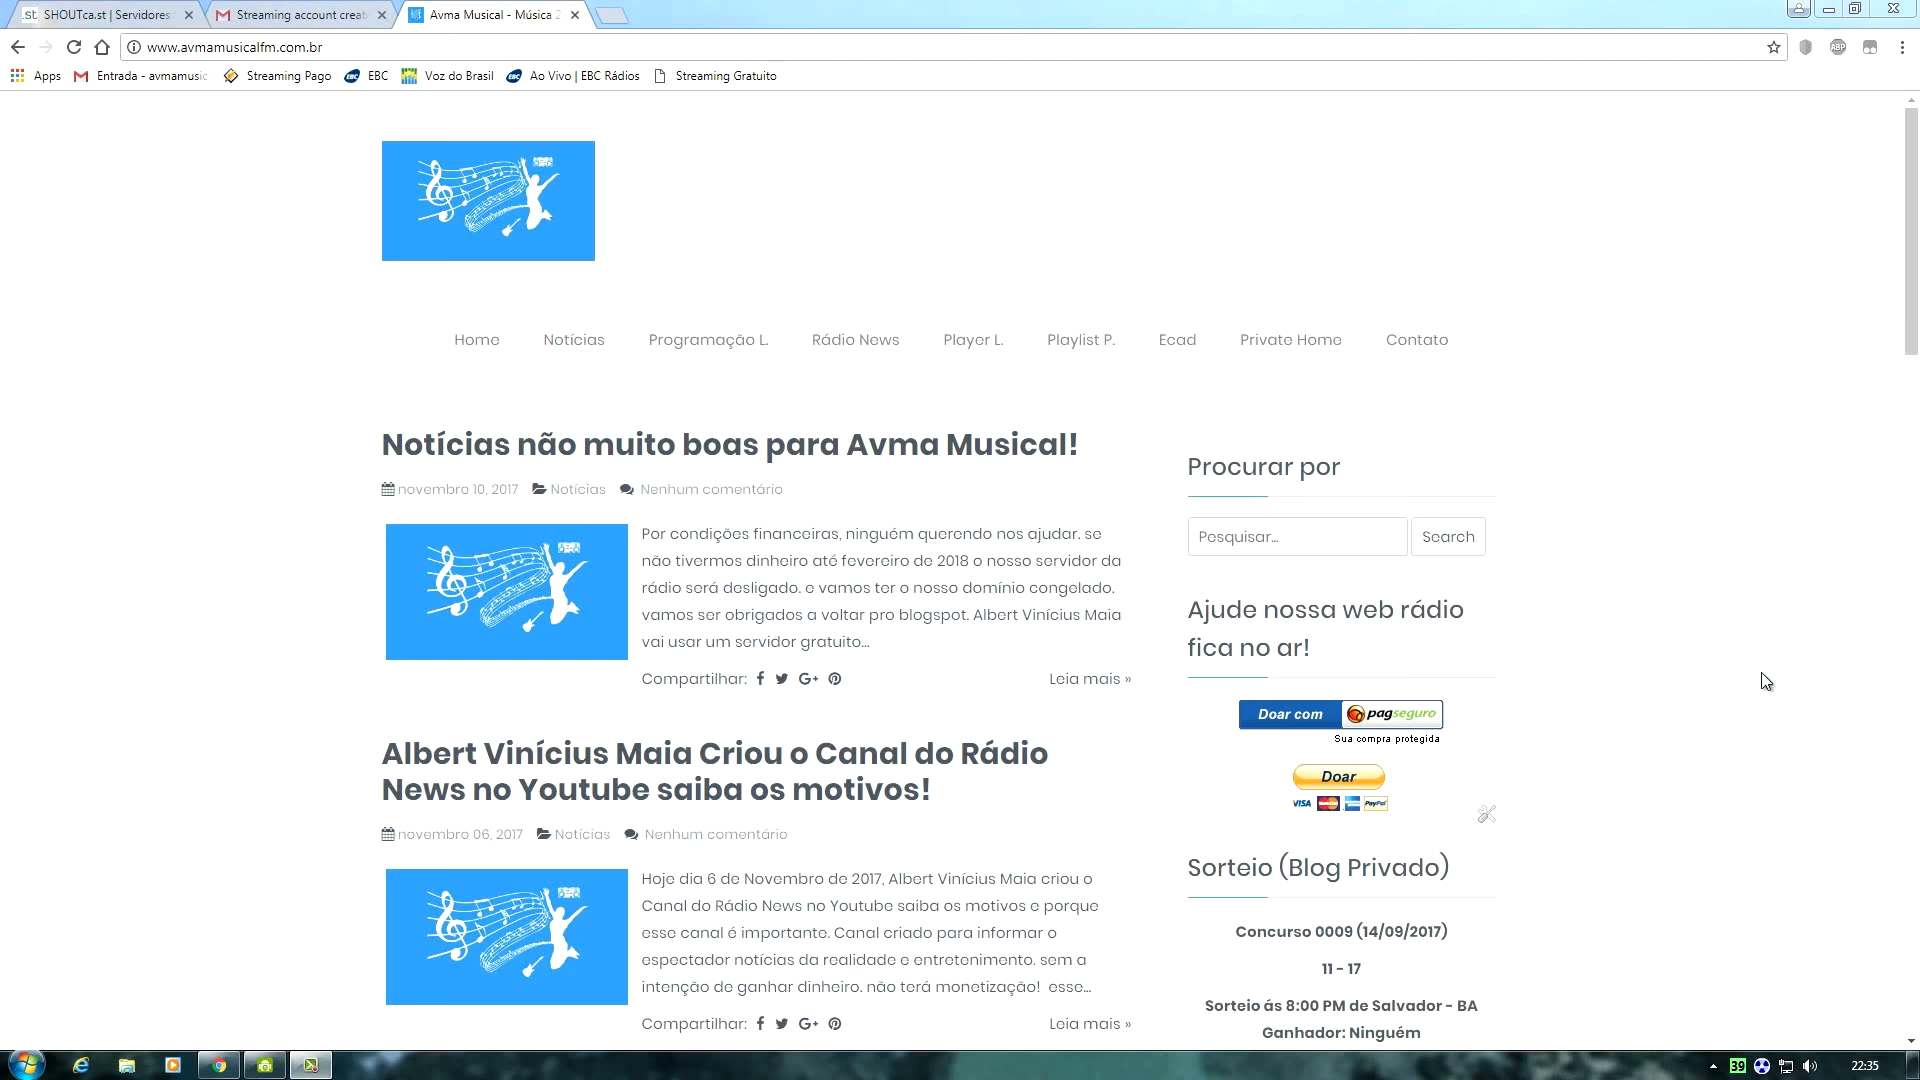 SHOUTca.st | Servidores
Streaming account creat
Avma Musical - Música 2
www.avmamusicalfm.com.br
ABP
Apps
Entrada - avmamusic
Streaming Pago
EBC
Voz do Brasil
Ao Vivo | EBC Rádios
Streaming Gratuito
Home
Notícias
Programação L.
Rádio News
Player L.
Playlist P.
Ecad
Private Home
Contato
Notícias não muito boas para Avma Musical!
novembro 10, 2017 Notícias Nenhum comentário
Por condições financeiras, ninguém querendo nos ajudar. se
não tivermos dinheiro até fevereiro de 2018 o nosso servidor da
rádio será desligado. e vamos ter o nosso domínio congelado.
vamos ser obrigados a voltar pro blogspot. Albert Vinícius Maia
vai usar um servidor gratuito...
Compartilhar:
Leia mais »
Albert Vinícius Maia Criou o Canal do Rádio
News no Youtube saiba os motivos!
novembro 06, 2017 Notícias Nenhum comentário
Hoje dia 6 de Novembro de 2017, Albert Vinícius Maia criou o
Canal do Rádio News no Youtube saiba os motivos e porque
esse canal é importante. Canal criado para informar o
espectador notícias da realidade e entretenimento. sem a
intenção de ganhar dinheiro. não terá monetização! esse...
Compartilhar:
Leia mais »
Procurar por
Pesquisar...
Search
Ajude nossa web rádio
fica no ar!
Doar com pagseguro
Sua compra protegida
Doar
VISA PayPal
Sorteio (Blog Privado)
Concurso 0009 (14/09/2017)
11 - 17
Sorteio ás 8:00 PM de Salvador - BA
Ganhador: Ninguém
39
22:35